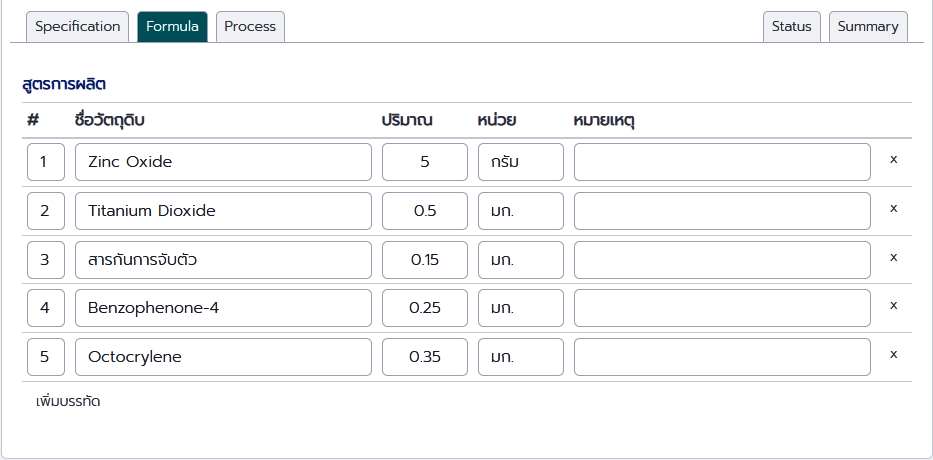 Specification Formula Process Status Summary
สูตรการผลิต
# ชื่อวัตถุดิบ ปริมาณ หน่วย หมายเหตุ
1 Zinc Oxide 5 กรัม x
2 Titanium Dioxide 0.5 มก. x
3 สารกันการจับตัว 0.15 มก. x
4 Benzophenone-4 0.25 มก. x
5 Octocrylene 0.35 มก. x
เพิ่มบรรทัด